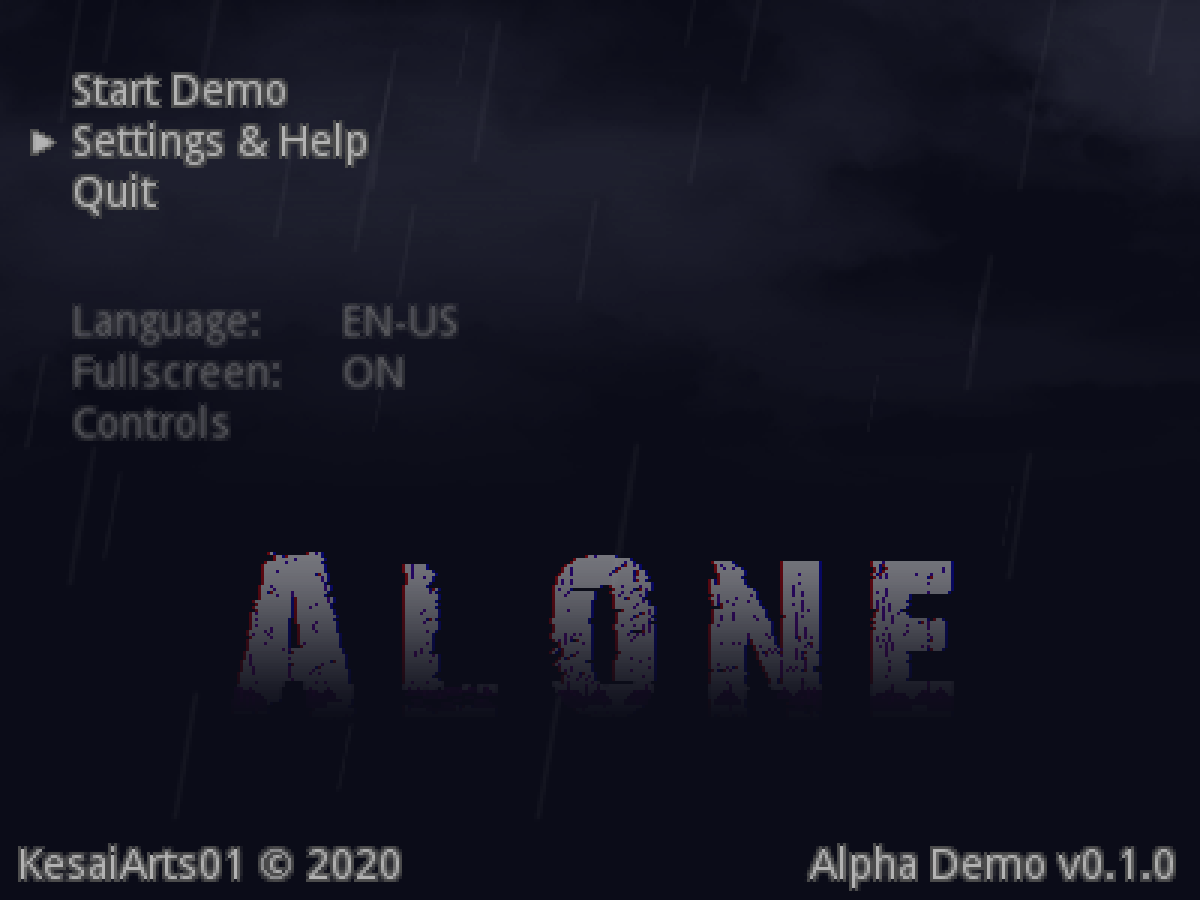 Start Demo
Settings & Help
Quit
Language: EN-US
Fullscreen: ON
Controls
ALONE
KesaiArts01 © 2020
Alpha Demo v0.1.0